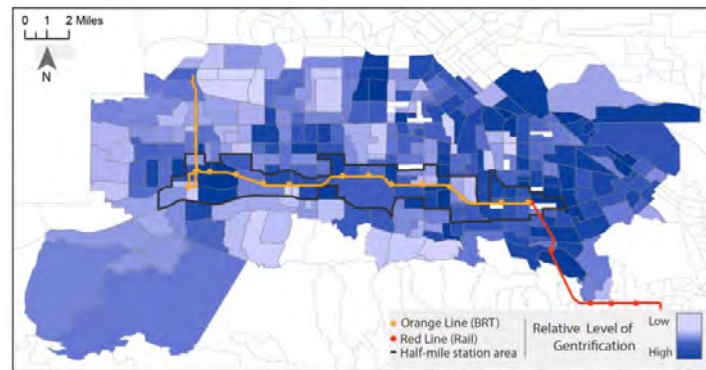 0 1 2 Miles
N
Orange Line (BRT)
Red Line (Rail)
Half-mile station area
Relative Level of
Gentrification
Low
High